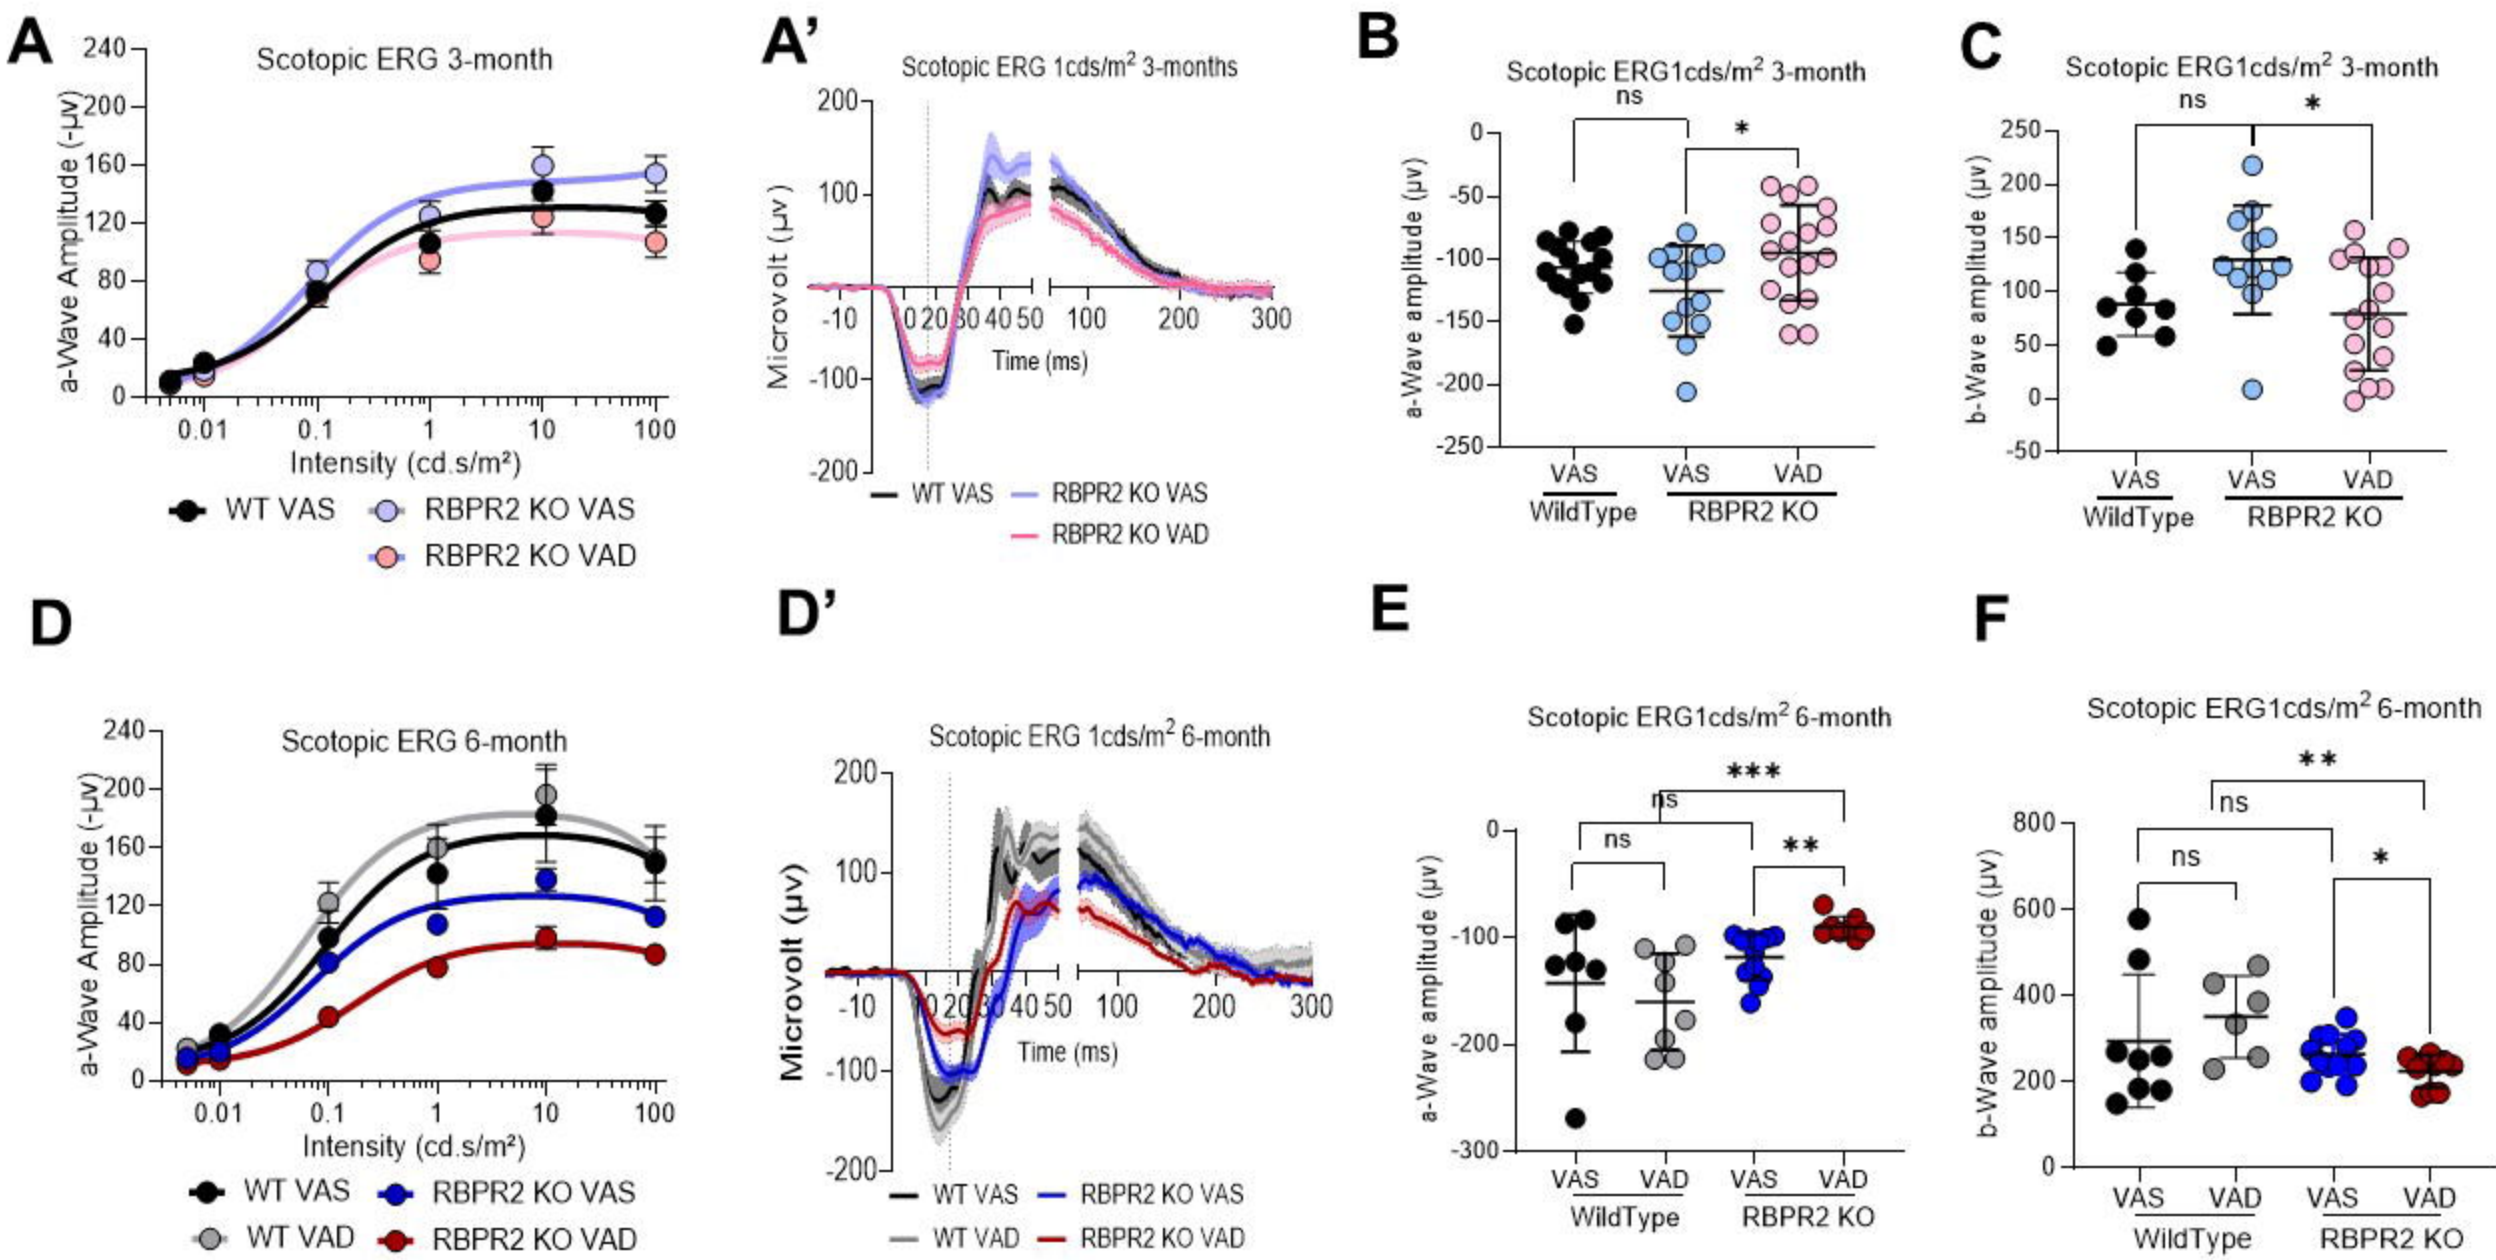 A
Scotopic ERG 3-month
a-Wave Amplitude (-μv)
240
200
160
120
80
40
0
0.01 0.1 1 10 100
Intensity (cd.s/m²)
WT VAS RBPR2 KO VAS
RBPR2 KO VAD
A'
Scotopic ERG 1cds/m² 3-months
Microvolt (μv)
200
100
-100
-200
-10 0 20 30 40 50 100 200 300
Time (ms)
WT VAS RBPR2 KO VAS
RBPR2 KO VAD
B
Scotopic ERG1cds/m² 3-month
ns
*
a-Wave amplitude (μv)
0
-50
-100
-150
-200
-250
VAS VAS VAD
WildType RBPR2 KO
C
Scotopic ERG1cds/m² 3-month
ns *
b-Wave amplitude (μv)
250
200
150
100
50
0
-50
VAS VAS VAD
WildType RBPR2 KO
D
Scotopic ERG 6-month
a-Wave Amplitude (-μv)
240
200
160
120
80
40
0
0.01 0.1 1 10 100
Intensity (cd.s/m²)
WT VAS RBPR2 KO VAS
WT VAD RBPR2 KO VAD
D'
Scotopic ERG 1cds/m² 6-month
Microvolt (μv)
200
100
-100
-200
-10 0 20 30 40 50 100 200 300
Time (ms)
WT VAS RBPR2 KO VAS
WT VAD RBPR2 KO VAD
E
Scotopic ERG1cds/m² 6-month
***
ns
ns **
a-Wave amplitude (μv)
0
-100
-200
-300
VAS VAD VAS VAD
WildType RBPR2 KO
F
Scotopic ERG1cds/m² 6-month
**
ns
ns *
b-Wave amplitude (μv)
800
600
400
200
0
VAS VAD VAS VAD
WildType RBPR2 KO